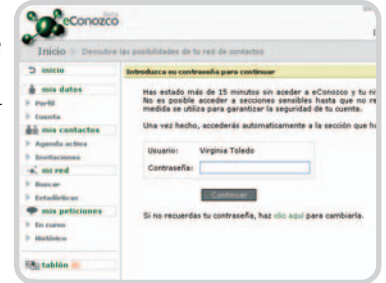 Beta
eConozco
Inicio Descubre las posibilidades de tu red de contactos
inicio
mis datos
Perfil
Cuenta
mis contactos
Agenda activa
Invitaciones
mi red
Buscar
Estadísticas
mis peticiones
En curso
Histórico
tablón
Introduzca su contraseña para continuar
Has estado más de 15 minutos sin aceder a eConozco y tu
No es posible acceder a secciones sensibles hasta que no
medida se utiliza para garantizar la seguridad de tu cuenta.
Una vez hecho, accederás automaticamente a la sección que
Usuario: Virginia Toledo
Contraseña:
Continuar
Si no recuerdas tu contraseña, haz clic aquí para cambiarla.